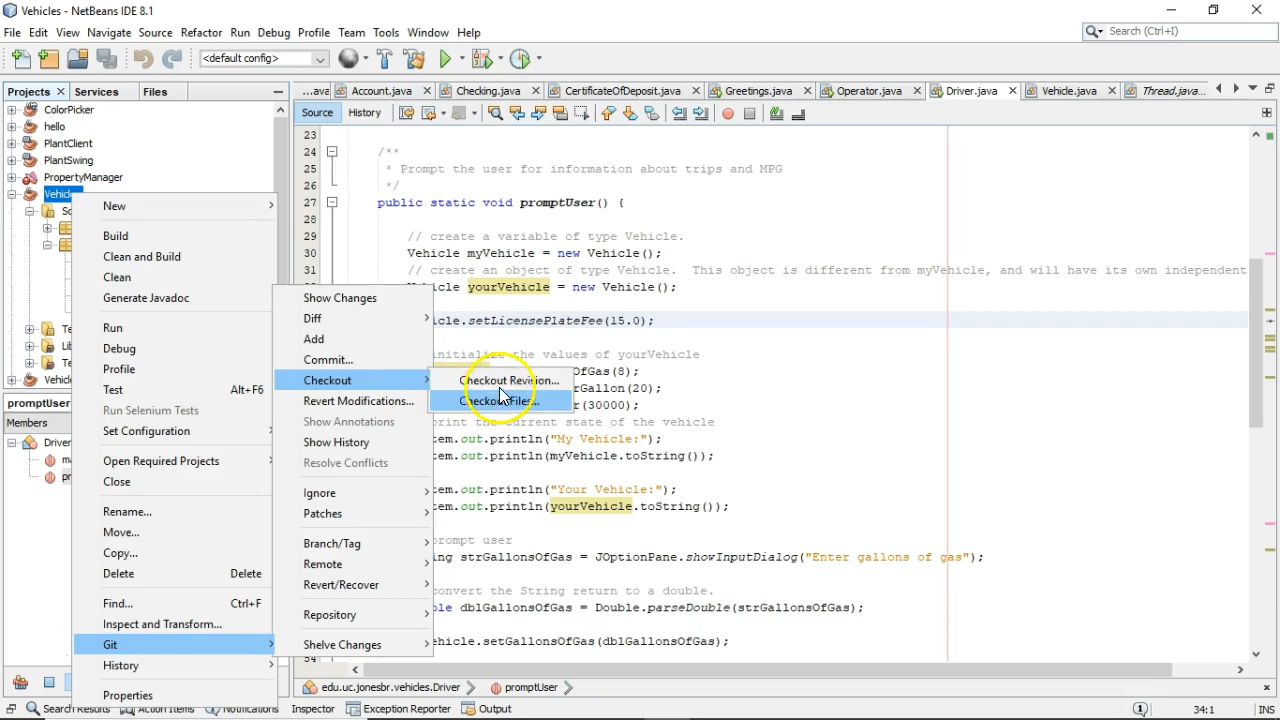 Vehicles - NetBeans IDE 8.1
File Edit View Navigate Source Refactor Run Debug Profile Team Tools Window Help
Search (Ctrl+I)
<default config>
Projects Services Files
...ava Account.java Checking.java CertificateOfDeposit.java Greetings.java Operator.java Driver.java Vehicle.java Thread.java...
Source History
ColorPicker
hello
PlantClient
PlantSwing
PropertyManager
Vehicle
New
Build
Clean and Build
Clean
Generate Javadoc
Run
Debug
Profile
Test Alt+F6
Run Selenium Tests
Set Configuration
Open Required Projects
Close
Rename...
Move...
Copy...
Delete Delete
Find... Ctrl+F
Inspect and Transform...
Git
History
Properties
Show Changes
Diff
Add
Commit...
Checkout
Revert Modifications...
Show Annotations
Show History
Resolve Conflicts
Ignore
Patches
Branch/Tag
Remote
Revert/Recover
Repository
Shelve Changes
Checkout Revision...
Checkout Files...
promptUser
Members
Driver
23
24 /**
25 * Prompt the user for information about trips and MPG
26 */
27 public static void promptUser() {
28
29 // create a variable of type Vehicle.
30 Vehicle myVehicle = new Vehicle();
31 // create an object of type Vehicle. This object is different from myVehicle, and will have its own independent
yourVehicle = new Vehicle();
icle.setLicensePlateFee(15.0);
initialize the values of yourVehicle
OfGas(8);
rGallon(20);
r(30000);
print the current state of the vehicle
tem.out.println("My Vehicle:");
tem.out.println(myVehicle.toString());
tem.out.println("Your Vehicle:");
tem.out.println(yourVehicle.toString());
prompt user
ng strGallonsOfGas = JOptionPane.showInputDialog("Enter gallons of gas");
convert the String return to a double.
ble dblGallonsOfGas = Double.parseDouble(strGallonsOfGas);
hicle.setGallonsOfGas(dblGallonsOfGas);
edu.uc.jonesbr.vehicles.Driver promptUser
Search Results Action Items Notifications Inspector Exception Reporter Output
34:1 INS